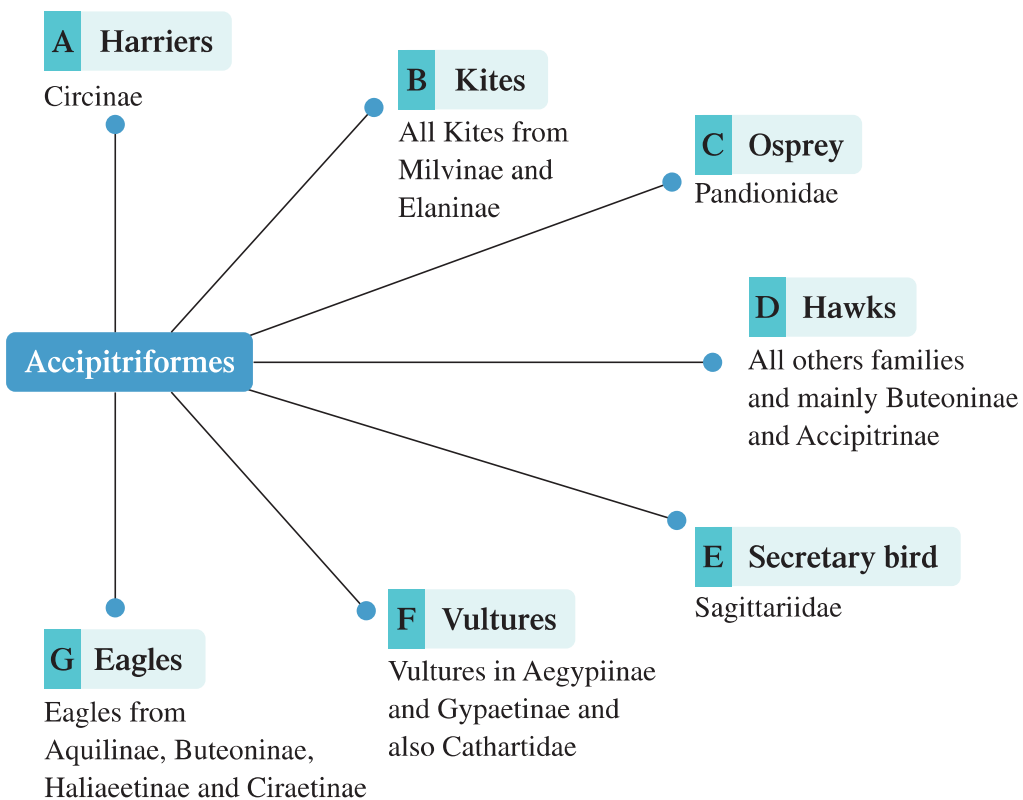 A Harriers
Circinae
B Kites
All Kites from
Milvinae and
Elaninae
C Osprey
Pandionidae
D Hawks
All others families
and mainly Buteoninae
and Accipitrinae
Accipitriformes
E Secretary bird
Sagittariidae
F Vultures
Vultures in Aegypiinae
and Gypaetinae and
also Cathartidae
G Eagles
Eagles from
Aquilinae, Buteoninae,
Haliaeetinae and Ciraetinae